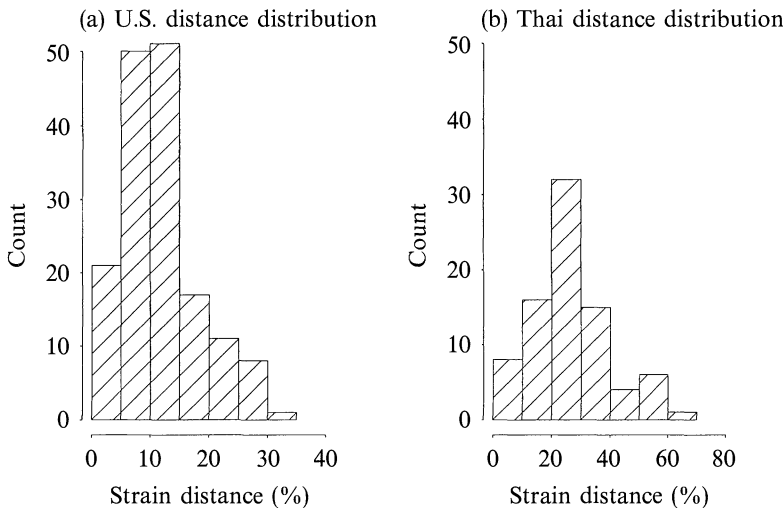 (a) U.S. distance distribution
50
40
30
20
10
0
Count
0 10 20 30 40
Strain distance (%)
(b) Thai distance distribution
50
40
30
20
10
0
Count
0 20 40 60 80
Strain distance (%)